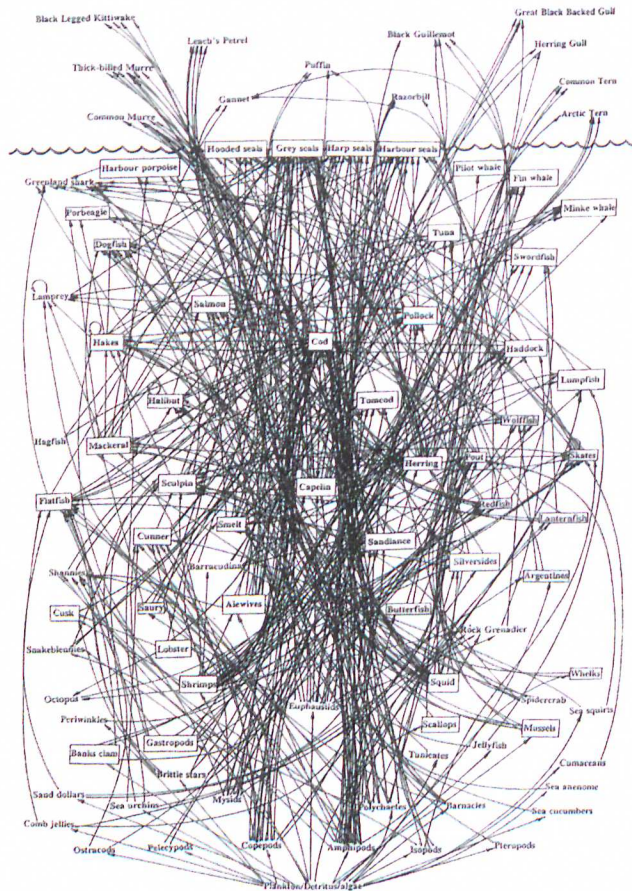 Black Legged Kittiwake
Great Black Backed Gull
Leach's Petrel
Black Guillemot
Herring Gull
Thick-billed Murre
Puffin
Common Tern
Gannet
Razorbill
Common Murre
Arctic Tern
Hooded seals
Grey seals
Harp seals
Harbour seals
Harbour porpoise
Pilot whale
Fin whale
Greenland shark
Porbeagle
Minke whale
Dogfish
Tuna
Swordfish
Lamprey
Salmon
Pollock
Hakes
Cod
Haddock
Lumpfish
Halibut
Tomcod
Wolffish
Hagfish
Mackeral
Herring
Pout
Skates
Flatfish
Sculpin
Capelin
Redfish
Lanternfish
Smelt
Cunner
Sandlance
Silversides
Shannies
Barracudina
Argentines
Cusk
Saury
Alewives
Butterfish
Rock Grenadier
Snakeblennies
Lobster
Shrimps
Squid
Whelks
Octopus
Euphausiids
Spidercrab
Sea squirts
Periwinkles
Scallops
Mussels
Banks clam
Gastropods
Tunicates
Jellyfish
Brittle stars
Cumaceans
Sand dollars
Sea urchins
Mysids
Polychaetes
Barnacles
Sea anenome
Sea cucumbers
Comb jellies
Ostracods
Pelecypods
Copepods
Amphipods
Isopods
Pteropods
Plankton/Detritus/algae